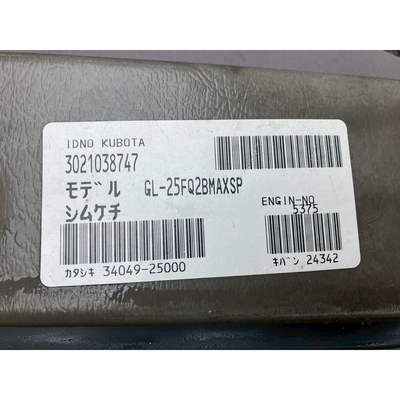 IDNO KUBOTA
3021038747
モデル GL-25FQ2BMAXSP
シムケチ
ENGIN-NO
5375
カタシキ 34049-25000
キバン 24342